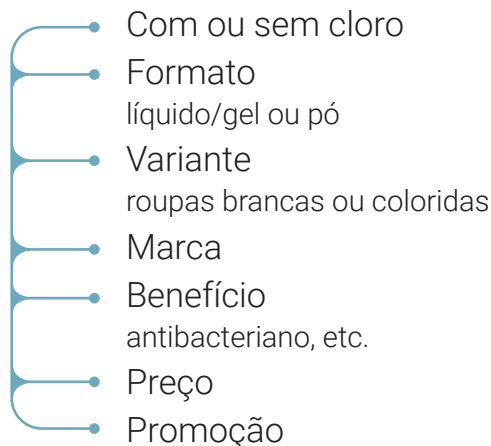 Com ou sem cloro
Formato
líquido/gel ou pó
Variante
roupas brancas ou coloridas
Marca
Benefício
antibacteriano, etc.
Preço
Promoção